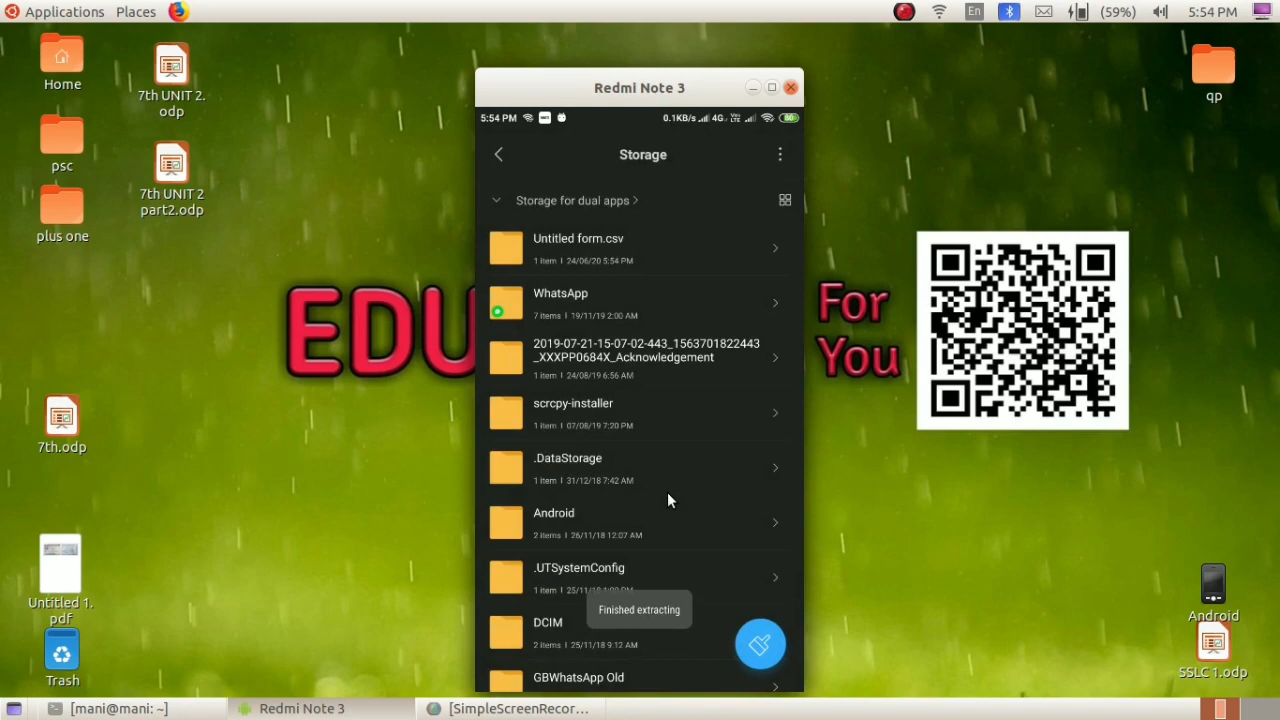 Applications Places
En
(59%)
5:54 PM
Home
psc
plus one
7th UNIT 2.
odp
7th UNIT 2
part2.odp
7th.odp
Untitled 1.
pdf
Trash
EDU
For
You
qp
Android
SSLC 1.odp
Redmi Note 3
5:54 PM
0.1KB/s
4G
60
Storage
Storage for dual apps
Untitled form.csv
1 item | 24/06/20 5:54 PM
WhatsApp
7 items | 19/11/19 2:00 AM
2019-07-21-15-07-02-443_1563701822443
_XXXPP0684X_Acknowledgement
1 item | 24/08/19 6:56 AM
scrcpy-installer
1 item | 07/08/19 7:20 PM
.DataStorage
1 item | 31/12/18 7:42 AM
Android
2 items | 26/11/18 12:07 AM
.UTSystemConfig
1 item | 25/11/18 1:00 PM
Finished extracting
DCIM
2 items | 25/11/18 9:12 AM
GBWhatsApp Old
[mani@mani: ~]
Redmi Note 3
[SimpleScreenRecor...